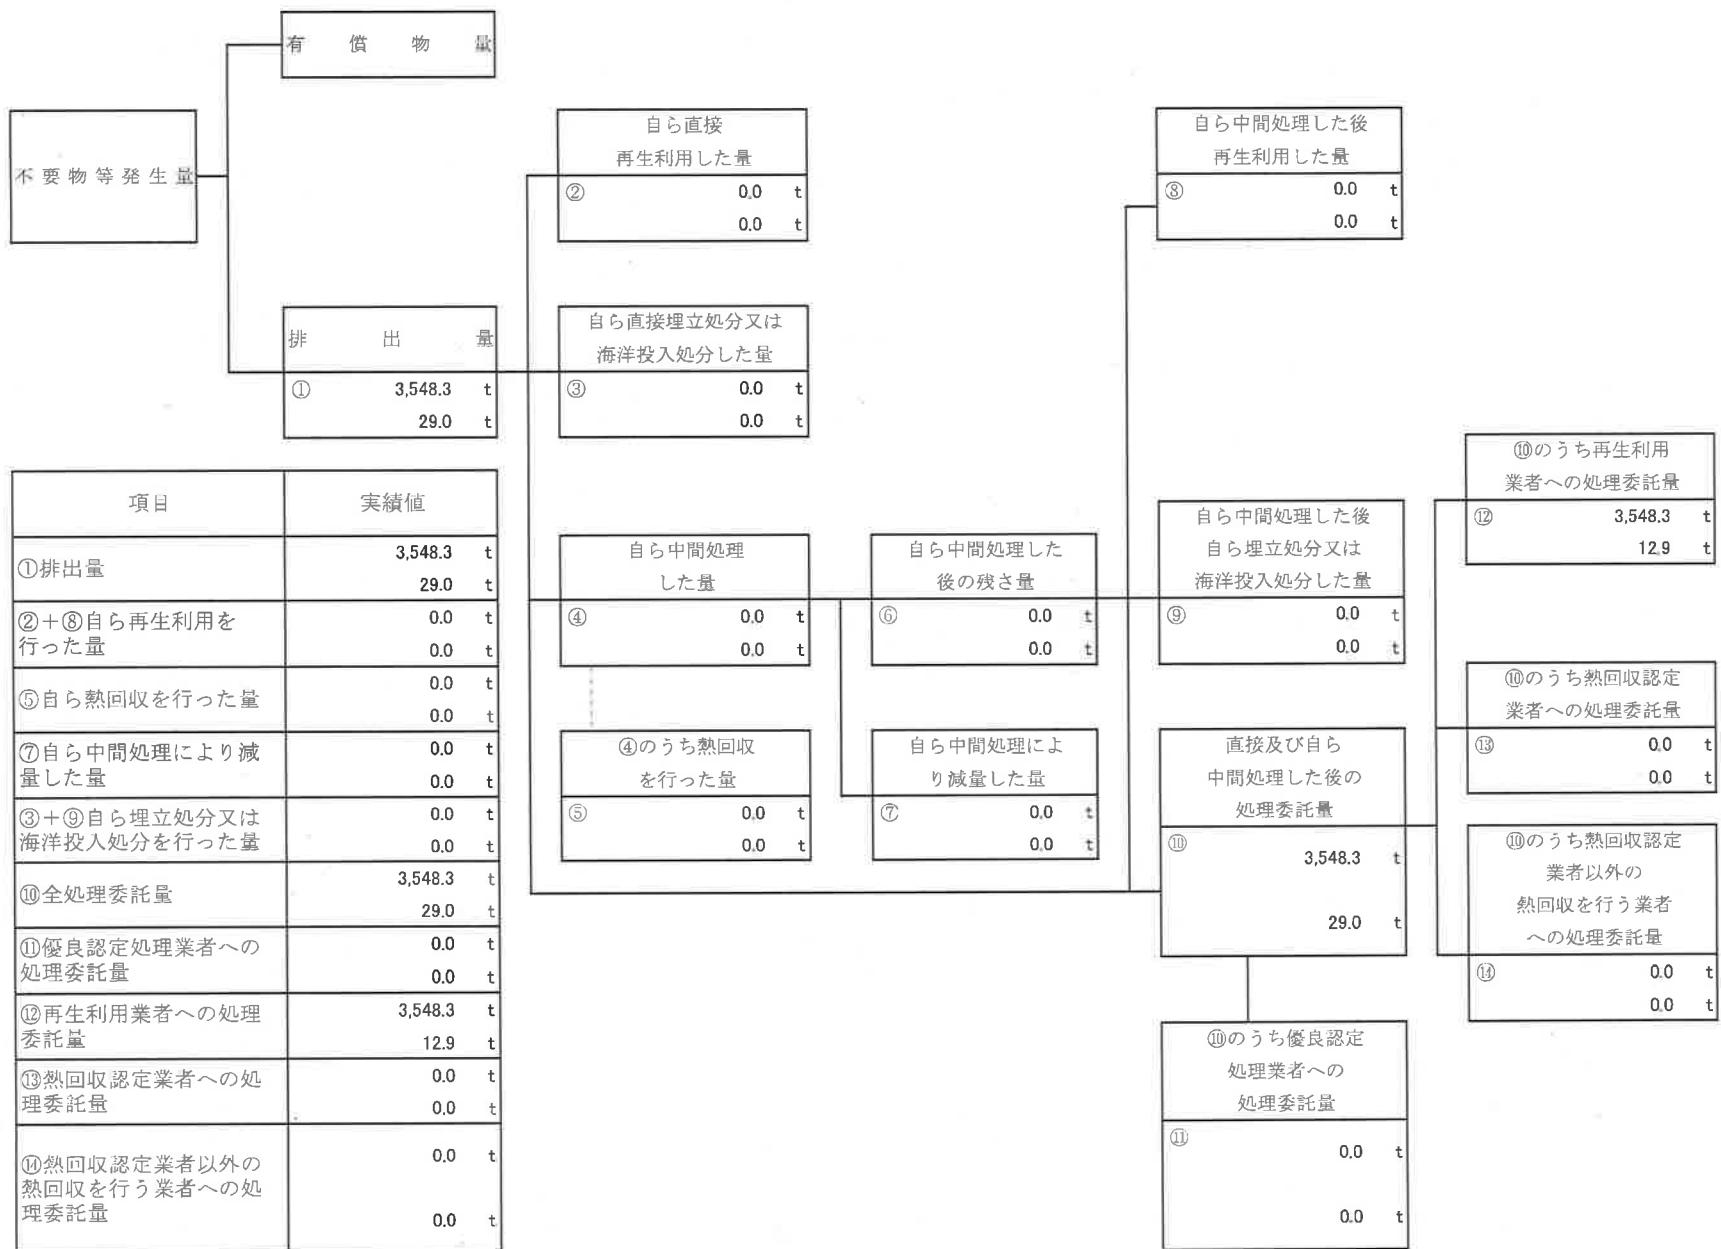 有償物量
不要物等発生量
排出量
① 3,548.3 t
29.0 t
自ら直接
再生利用した量
② 0.0 t
0.0 t
自ら直接埋立処分又は
海洋投入処分した量
③ 0.0 t
0.0 t
自ら中間処理
した量
④ 0.0 t
0.0 t
④のうち熱回収
を行った量
⑤ 0.0 t
0.0 t
自ら中間処理した
後の残さ量
⑥ 0.0 t
0.0 t
自ら中間処理によ
り減量した量
⑦ 0.0 t
0.0 t
自ら中間処理した後
再生利用した量
⑧ 0.0 t
0.0 t
自ら中間処理した後
自ら埋立処分又は
海洋投入処分した量
⑨ 0.0 t
0.0 t
直接及び自ら
中間処理した後の
処理委託量
⑩ 3,548.3 t
29.0 t
⑩のうち優良認定
処理業者への
処理委託量
⑪ 0.0 t
0.0 t
⑩のうち再生利用
業者への処理委託量
⑫ 3,548.3 t
12.9 t
⑩のうち熱回収認定
業者への処理委託量
⑬ 0.0 t
0.0 t
⑩のうち熱回収認定
業者以外の
熱回収を行う業者
への処理委託量
⑭ 0.0 t
0.0 t
項目 実績値
①排出量 3,548.3 t
29.0 t
②+⑧自ら再生利用を 0.0 t
行った量 0.0 t
⑤自ら熱回収を行った量 0.0 t
0.0 t
⑦自ら中間処理により減 0.0 t
量した量 0.0 t
③+⑨自ら埋立処分又は 0.0 t
海洋投入処分を行った量 0.0 t
⑩全処理委託量 3,548.3 t
29.0 t
⑪優良認定処理業者への 0.0 t
処理委託量 0.0 t
⑫再生利用業者への処理 3,548.3 t
委託量 12.9 t
⑬熱回収認定業者への処 0.0 t
理委託量 0.0 t
⑭熱回収認定業者以外の 0.0 t
熱回収を行う業者への処
理委託量 0.0 t